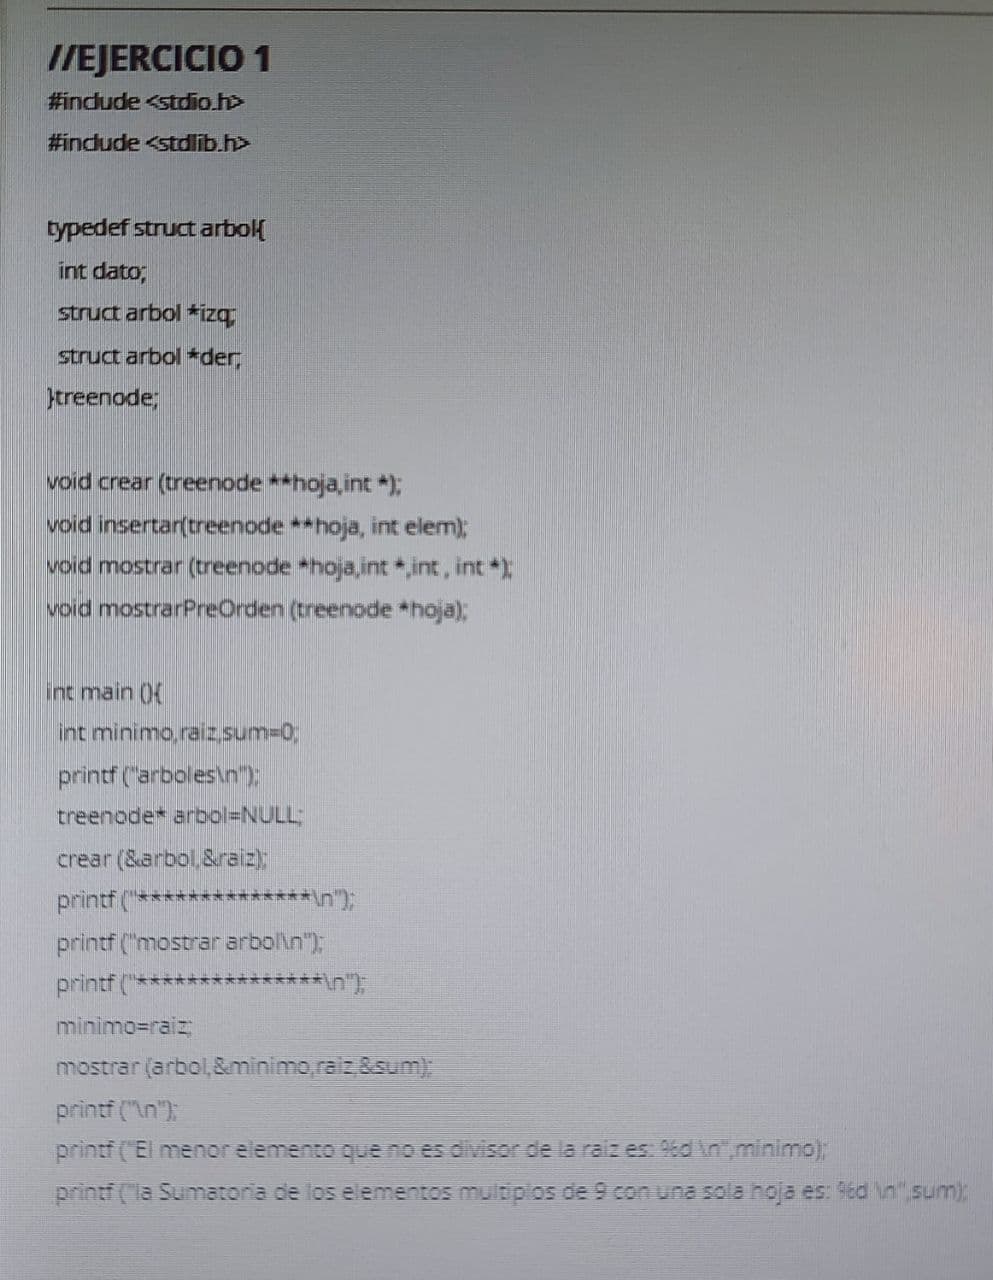 //EJERCICIO 1
#include <stdio.h>
#include <stdlib.h>
typedef struct arbol{
int dato;
struct arbol *izq;
struct arbol *der;
}treenode;
void crear (treenode **hoja,int *);
void insertar(treenode **hoja, int elem);
void mostrar (treenode *hoja,int *,int , int *);
void mostrarPreOrden (treenode *hoja);
int main (){
int minimo,raiz,sum=0;
printf ("arboles\n");
treenode* arbol=NULL;
crear (&arbol,&raiz);
printf ("**************\n");
printf ("mostrar arbol\n");
printf ("***************\n");
minimo=raiz;
mostrar (arbol,&minimo,raiz,&sum);
printf ("\n");
printf ("El menor elemento que no es divisor de la raiz es: %d \n",minimo);
printf ("la Sumatoria de los elementos multiplos de 9 con una sola hoja es: %d \n",sum);